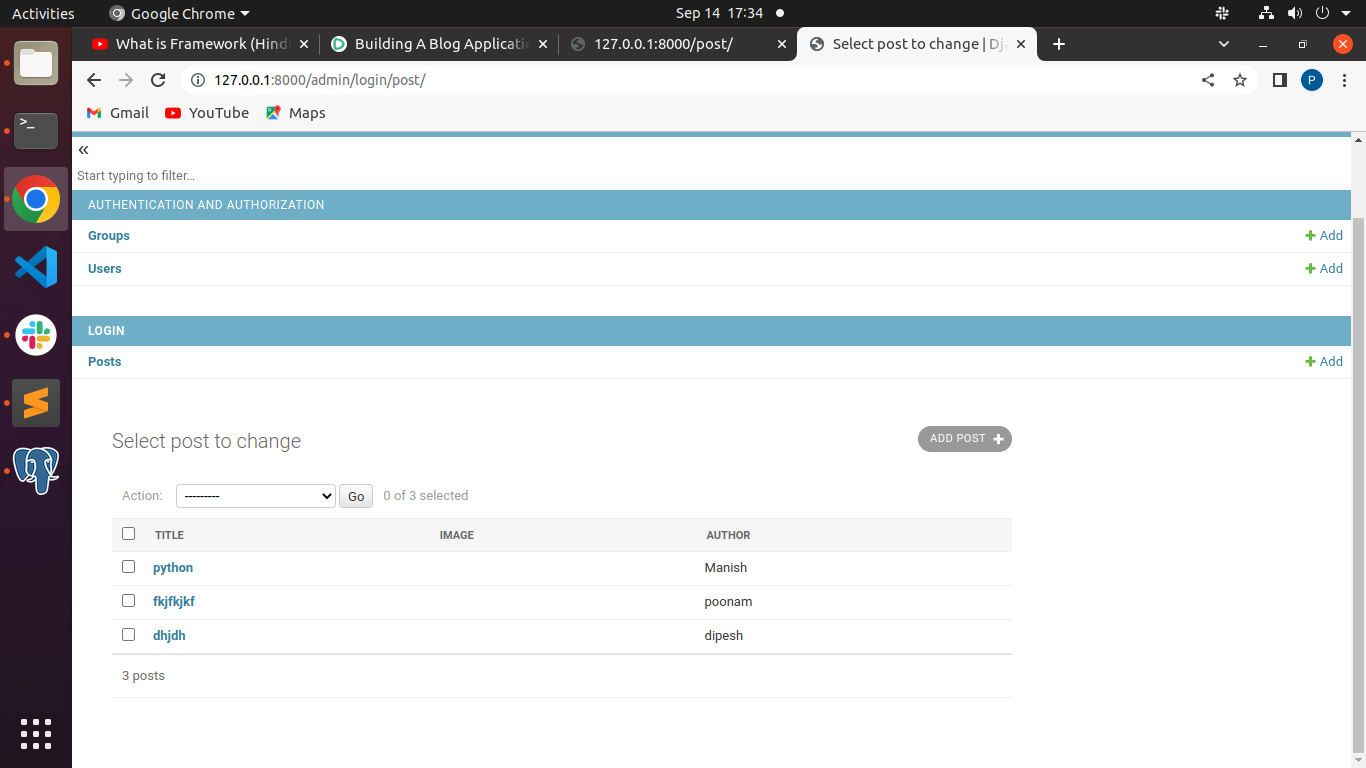 Activities Google Chrome Sep 14 17:34
What is Framework (Hindi Building A Blog Applicatio 127.0.0.1:8000/post/ Select post to change | Dja
127.0.0.1:8000/admin/login/post/ P
Gmail YouTube Maps
«
Start typing to filter…
AUTHENTICATION AND AUTHORIZATION
Groups Add
Users Add
LOGIN
Posts Add
Select post to change ADD POST
Action: --------- Go 0 of 3 selected
TITLE IMAGE AUTHOR
python Manish
fkjfkjkf poonam
dhjdh dipesh
3 posts